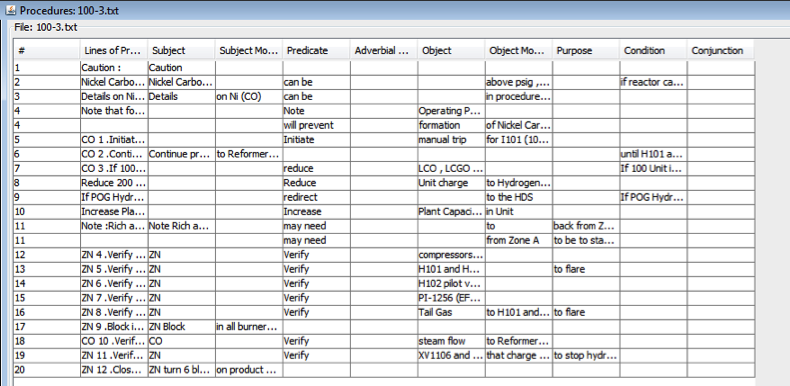 Procedures: 100-3.txt
File: 100-3.txt
# Lines of Pr... Subject Subject Mo... Predicate Adverbial ... Object Object Mo... Purpose Condition Conjunction
1 Caution : Caution
2 Nickel Carbo... Nickel Carbo... can be above psig ,... if reactor ca...
3 Details on Ni... Details on Ni (CO) can be in procedure...
4 Note that fo... Note Operating P...
4 will prevent formation of Nickel Car...
5 CO 1 .Initiat... Initiate manual trip for I101 (10...
6 CO 2 .Conti... Continue pr... to Reformer... until H101 a...
7 CO 3 .If 100... reduce LCO , LCGO ... If 100 Unit i...
8 Reduce 200 ... Reduce Unit charge to Hydrogen...
9 If POG Hydr... redirect to the HDS If POG Hydr...
10 Increase Pla... Increase Plant Capaci... in Unit
11 Note :Rich a... Note Rich a... may need to back from Z...
11 may need from Zone A to be to sta...
12 ZN 4 .Verify ... ZN Verify compressors...
13 ZN 5 .Verify ... ZN Verify H101 and H... to flare
14 ZN 6 .Verify ... ZN Verify H102 pilot v...
15 ZN 7 .Verify ... ZN Verify PI-1256 (EF...
16 ZN 8 .Verify ... ZN Verify Tail Gas to H101 and... to flare
17 ZN 9 .Block i... ZN Block in all burner...
18 CO 10 .Verif... CO Verify steam flow to Reformer...
19 ZN 11 .Verif... ZN Verify XV1106 and ... that charge ... to stop hydr...
20 ZN 12 .Clos... ZN turn 6 bl... on product ...